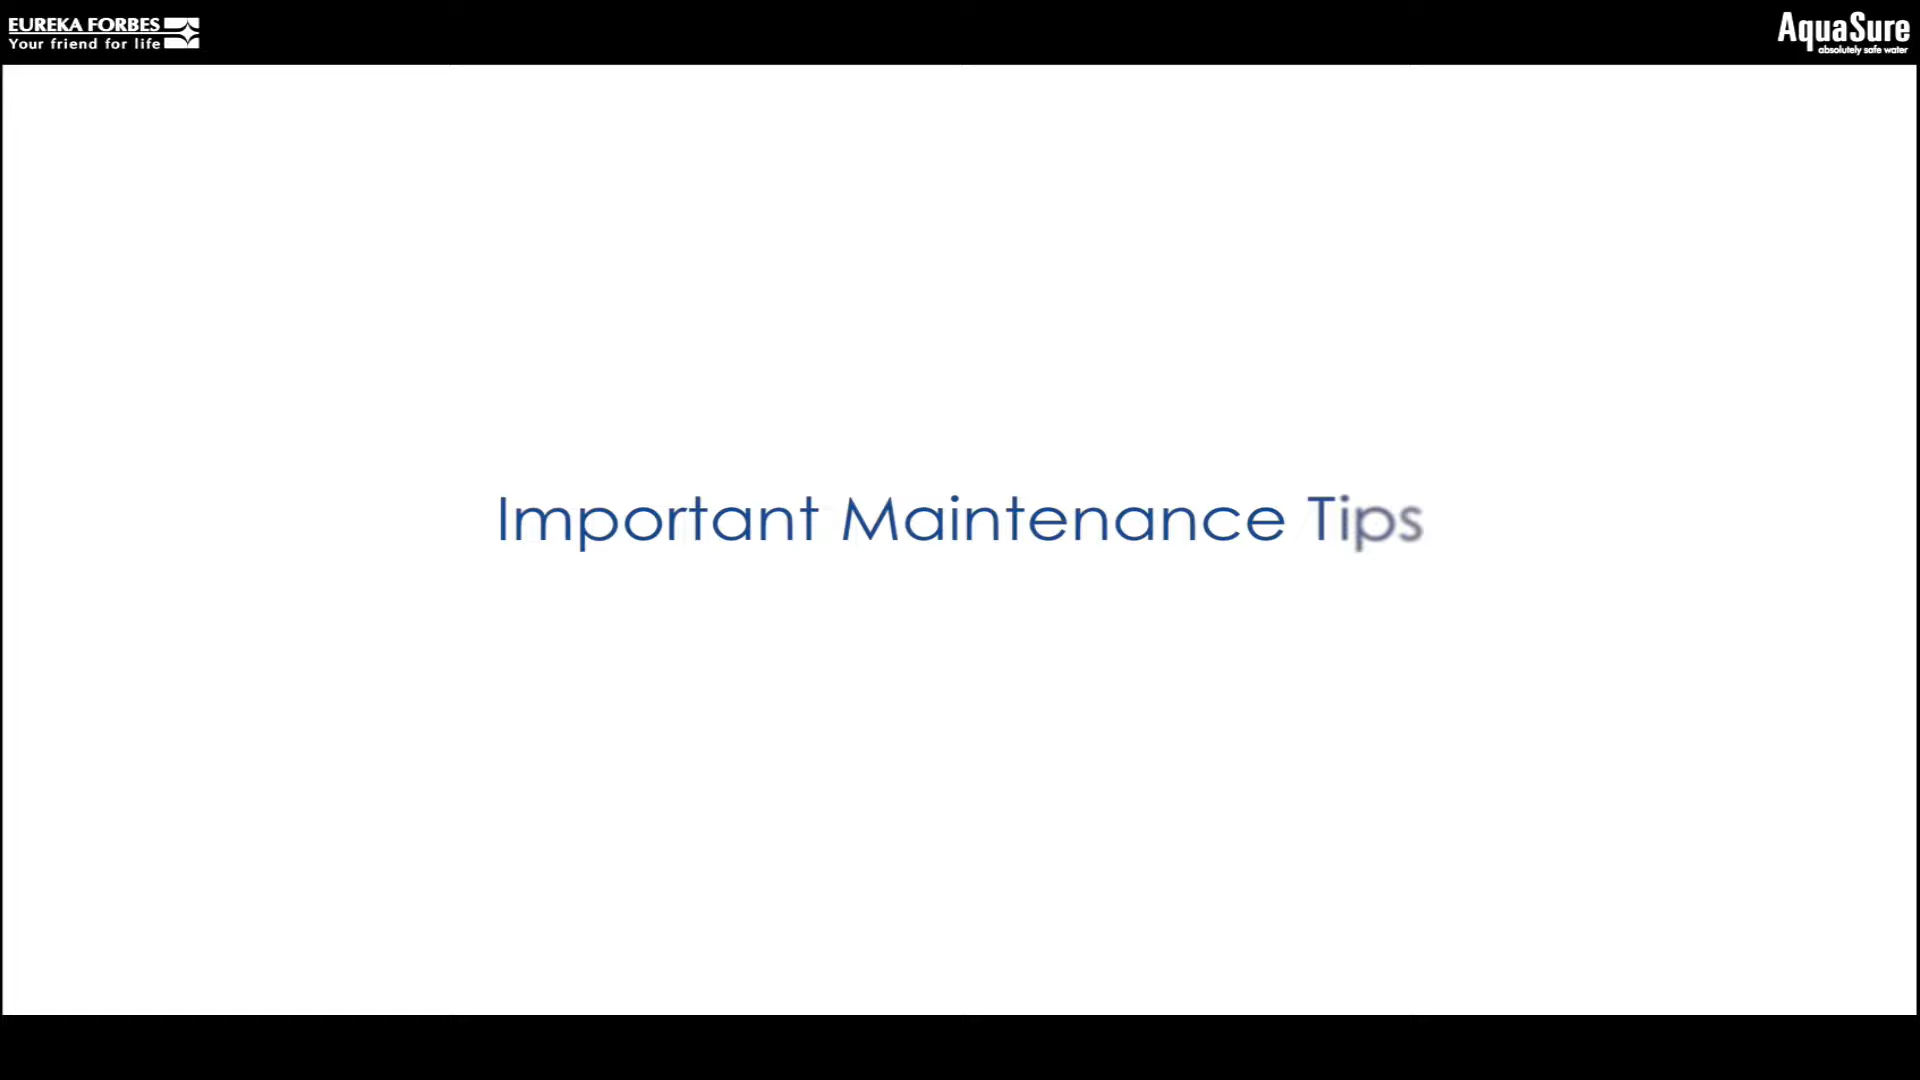 EUREKA FORBES
Your friend for life
AquaSure
absolutely safe water
Important Maintenance Tips